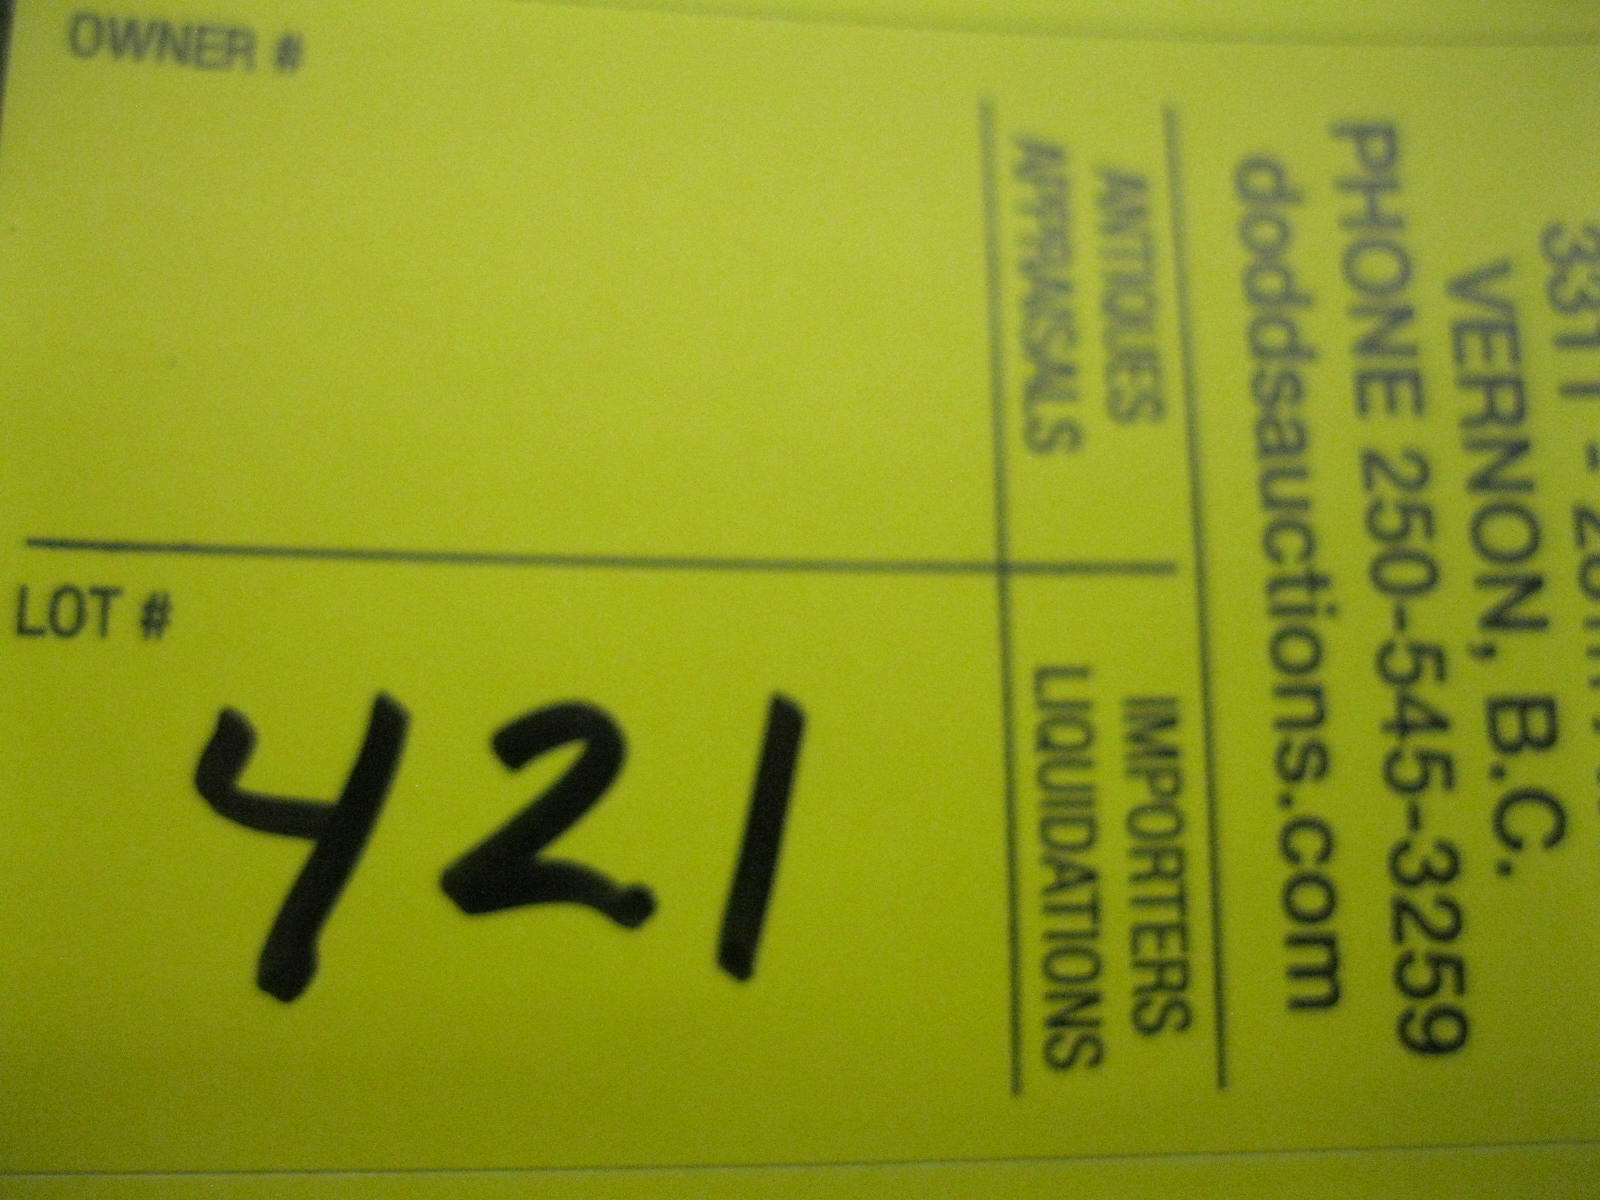 OWNER #
LOT #
421
VERNON, B.C.
PHONE 250-545-3259
doddsauctions.com
ANTIQUES
APPRAISALS
IMPORTERS
LIQUIDATIONS